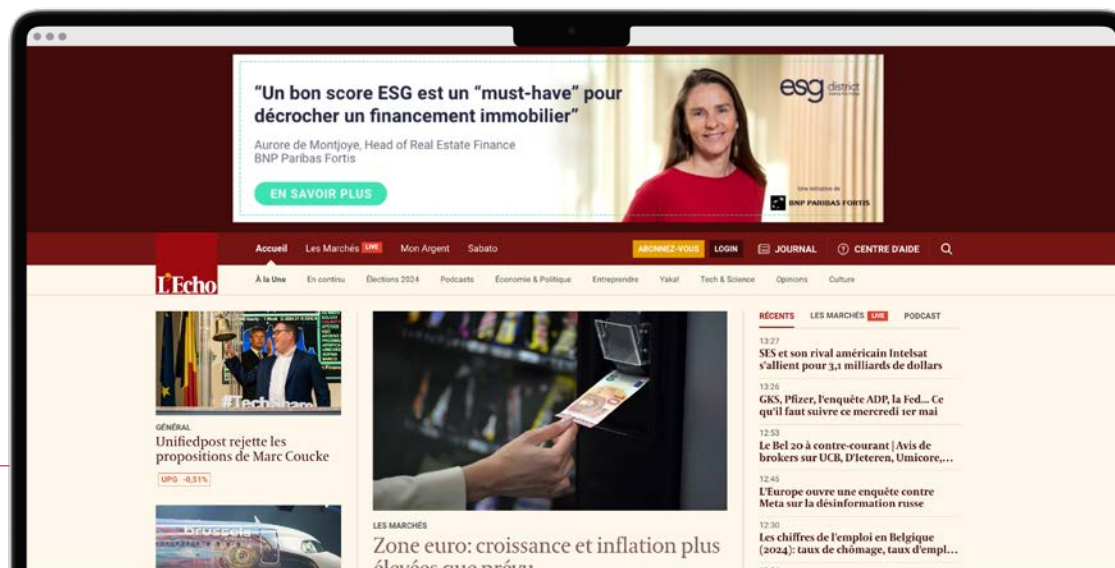 “Un bon score ESG est un “must-have” pour
décrocher un financement immobilier”
Aurore de Montjoye, Head of Real Estate Finance
BNP Paribas Fortis
EN SAVOIR PLUS
esg district
Une initiative de
BNP PARIBAS FORTIS
L'Echo
Accueil Les Marchés LIVE Mon Argent Sabato ABONNEZ-VOUS LOGIN JOURNAL CENTRE D'AIDE
À la Une En continu Élections 2024 Podcasts Économie & Politique Entreprendre Yaka! Tech & Science Opinions Culture
#TechShare
GÉNÉRAL
Unifiedpost rejette les
propositions de Marc Coucke
UPG -0,51%
brussels
LES MARCHÉS
Zone euro: croissance et inflation plus
élevées que prévu
RÉCENTS LES MARCHÉS LIVE PODCAST
13:27
SES et son rival américain Intelsat
s'allient pour 3,1 milliards de dollars
13:26
GKS, Pfizer, l'enquête ADP, la Fed... Ce
qu'il faut suivre ce mercredi 1er mai
12:53
Le Bel 20 à contre-courant | Avis de
brokers sur UCB, D'Ieteren, Umicore,...
12:45
L'Europe ouvre une enquête contre
Meta sur la désinformation russe
12:30
Les chiffres de l'emploi en Belgique
(2024): taux de chômage, taux d'empl...